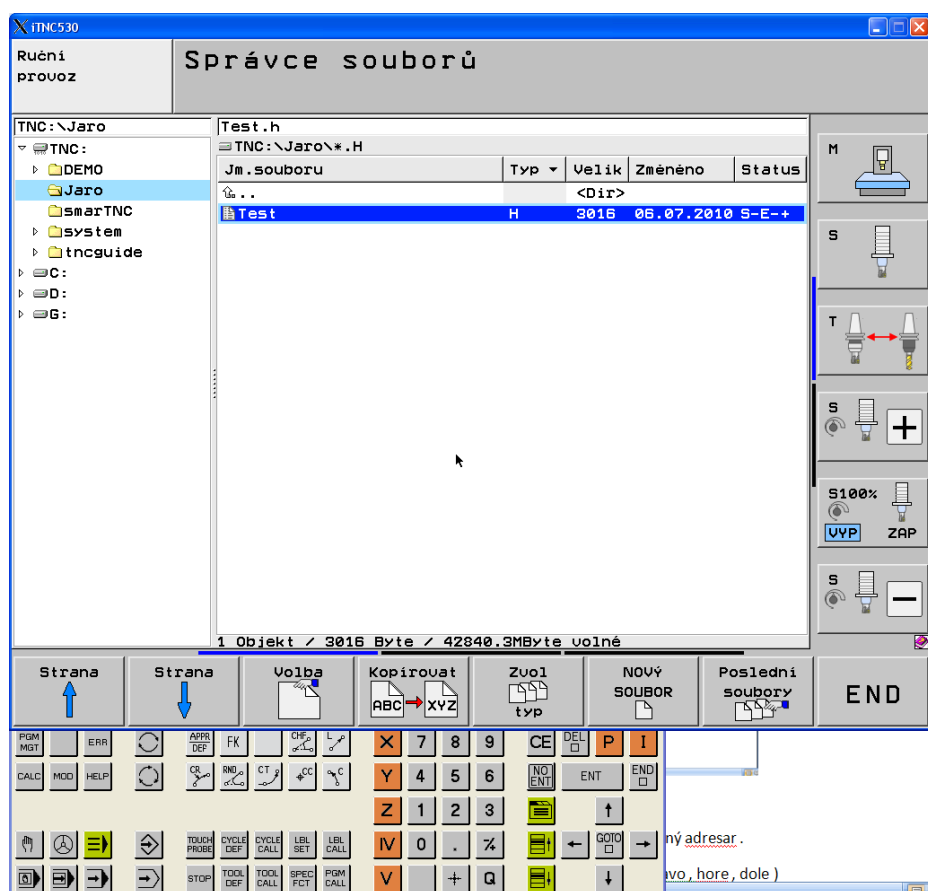 iTNC530
Ruční
provoz
Správce souborů
TNC:\Jaro
Test.h
TNC:
TNC:\Jaro\*.H
DEMO
Jm.souboru Typ Velik Změněno Status
Jaro
.. <Dir>
smarTNC
Test H 3016 06.07.2010 S-E-+
system
tncguide
C:
D:
G:
M
S
T
S
S100%
VYP ZAP
S
1 Objekt / 3016 Byte / 42840.3MByte volné
Strana
Strana
Volba
Kopírovat
ABC XYZ
Zvol
typ
NOVÝ
SOUBOR
Poslední
soubory
END
PGM MGT ERR APPR DEP FK CHF L X 7 8 9 CE DEL P I
CALC MOD HELP CR RND CT CC C Y 4 5 6 NO ENT ENT END
Z 1 2 3
TOUCH PROBE CYCLE DEF CYCLE CALL LBL SET LBL CALL IV 0 . GOTO
ný adresar .
STOP TOOL DEF TOOL CALL SPEC FCT PGM CALL V + Q
avo , hore , dole )